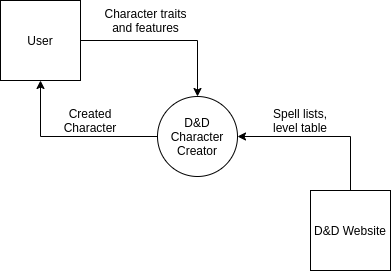 Character traits
and features
User
Created
Character
D&D
Character
Creator
Spell lists,
level table
D&D Website